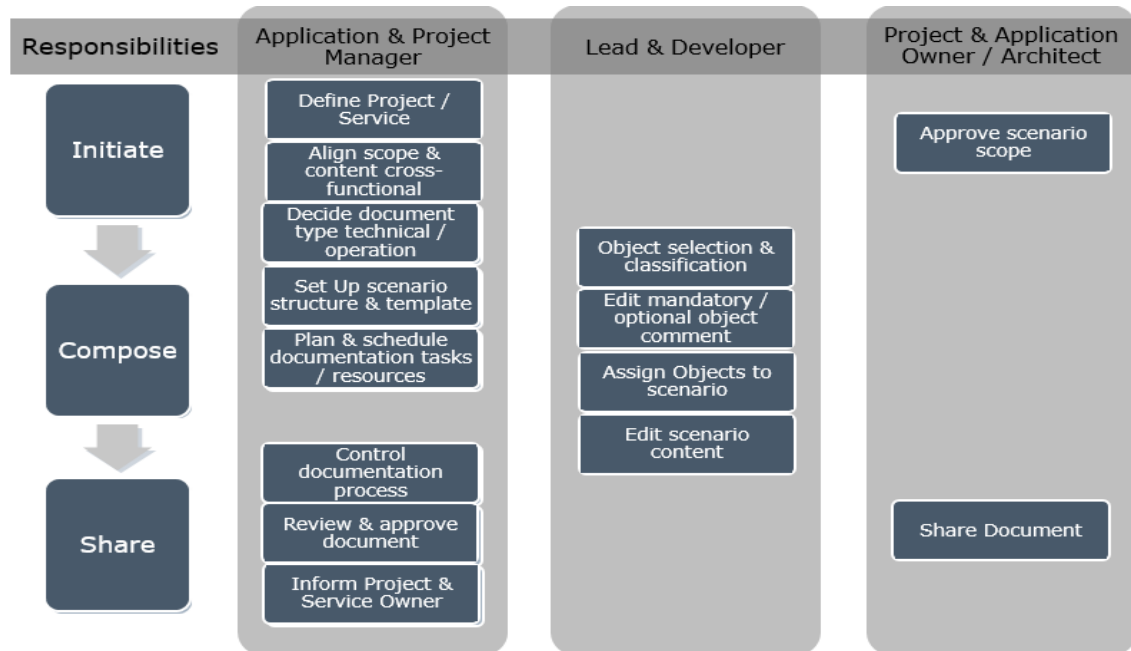 Responsibilities
Application & Project
Manager
Lead & Developer
Project & Application
Owner / Architect
Initiate
Compose
Share
Define Project /
Service
Align scope &
content cross-
functional
Decide document
type technical /
operation
Set Up scenario
structure & template
Plan & schedule
documentation tasks
/ resources
Control
documentation
process
Review & approve
document
Inform Project &
Service Owner
Object selection &
classification
Edit mandatory /
optional object
comment
Assign Objects to
scenario
Edit scenario
content
Approve scenario
scope
Share Document